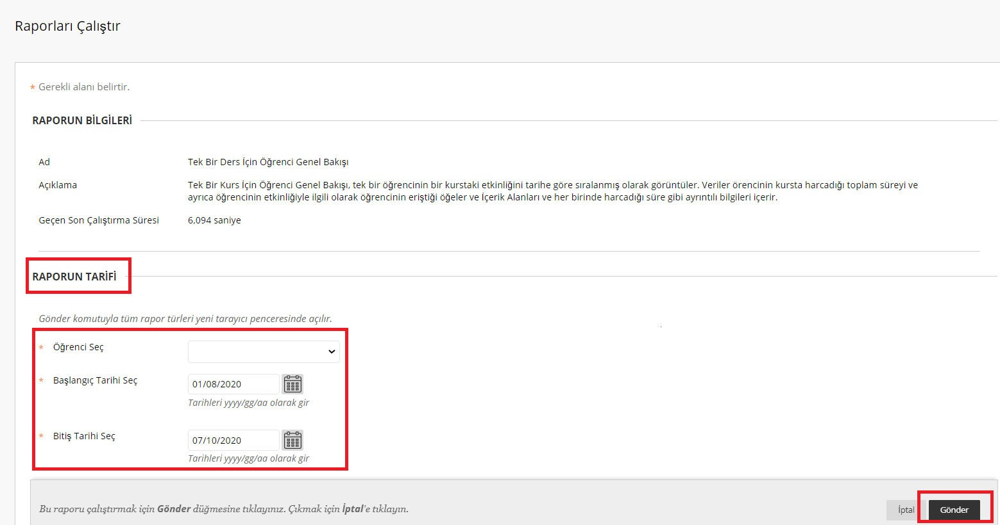 Raporları Çalıştır
* Gerekli alanı belirtir.
RAPORUN BİLGİLERİ
Ad Tek Bir Ders İçin Öğrenci Genel Bakışı
Açıklama Tek Bir Kurs İçin Öğrenci Genel Bakışı, tek bir öğrencinin bir kurstaki etkinliğini tarihe göre sıralanmış olarak görüntüler. Veriler örencinin kursta harcadığı toplam süreyi ve
ayrıca öğrencinin etkinliğiyle ilgili olarak öğrencinin eriştiği öğeler ve İçerik Alanları ve her birinde harcadığı süre gibi ayrıntılı bilgileri içerir.
Geçen Son Çalıştırma Süresi 6,094 saniye
RAPORUN TARİFİ
Gönder komutuyla tüm rapor türleri yeni tarayıcı penceresinde açılır.
* Öğrenci Seç
* Başlangıç Tarihi Seç 01/08/2020
Tarihleri yyyy/gg/aa olarak gir
* Bitiş Tarihi Seç 07/10/2020
Tarihleri yyyy/gg/aa olarak gir
Bu raporu çalıştırmak için Gönder düğmesine tıklayınız. Çıkmak için İptal'e tıklayın.
İptal Gönder